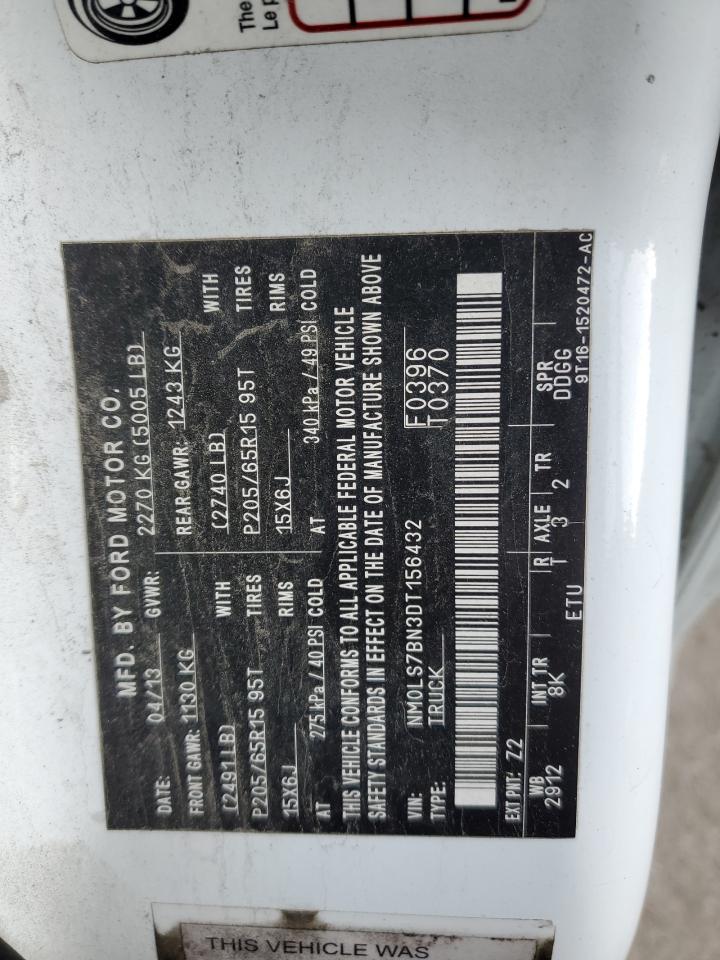 The
Le p
MFD. BY FORD MOTOR CO.
DATE: 04/13 GVWR: 2270 KG (5005 LB)
FRONT GAWR: 1130 KG REAR GAWR: 1243 KG
(2491LB) WITH (2740 LB) WITH
P205/65R15 95T TIRES P205/65R15 95T TIRES
15X6J RIMS 15X6J RIMS
AT 275 kPa / 40 PSI COLD AT 340 kPa / 49 PSI COLD
THIS VEHICLE CONFORMS TO ALL APPLICABLE FEDERAL MOTOR VEHICLE
SAFETY STANDARDS IN EFFECT ON THE DATE OF MANUFACTURE SHOWN ABOVE
VIN: NM0LS7BN3DT156432 F0396
TYPE: TRUCK T0370
EXT PNT: Z2
WB INT TR R AXLE TR SPR
2912 8K T 3 2 DDGG
ETU 9T16-1520472-AC
THIS VEHICLE WAS